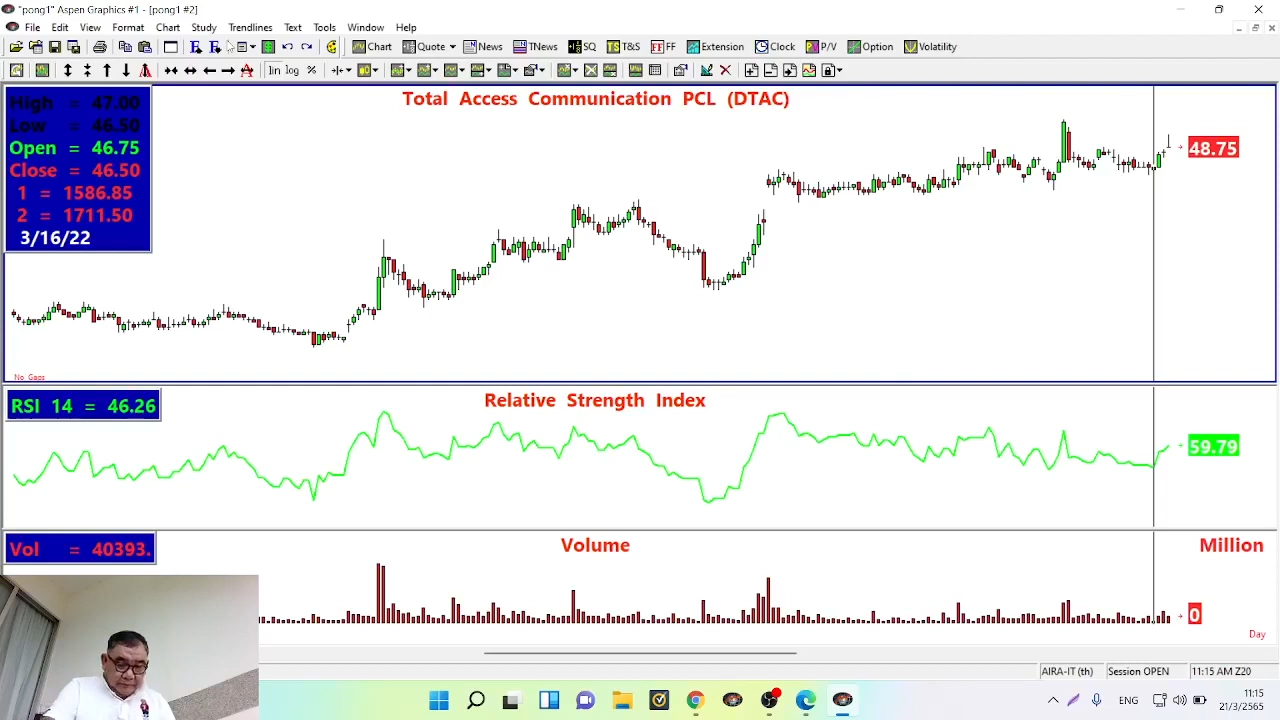 "pong1" Aspen Graphics #1 - [pong1 #2]
File Edit View Format Chart Study Trendlines Text Tools Window Help
Chart Quote News TNews SQ TS T&S FF FF Extension Clock P/V Option Volatility
lin log %
Total Access Communication PCL (DTAC)
High = 47.00
Low = 46.50
Open = 46.75
Close = 46.50
1 = 1586.85
2 = 1711.50
3/16/22
48.75
No Gaps
RSI 14 = 46.26
Relative Strength Index
59.79
Vol = 40393.
Volume
Million
0
Day
AIRA-IT (th) Session OPEN 11:15 AM Z20
ENG
11:15
21/3/2565